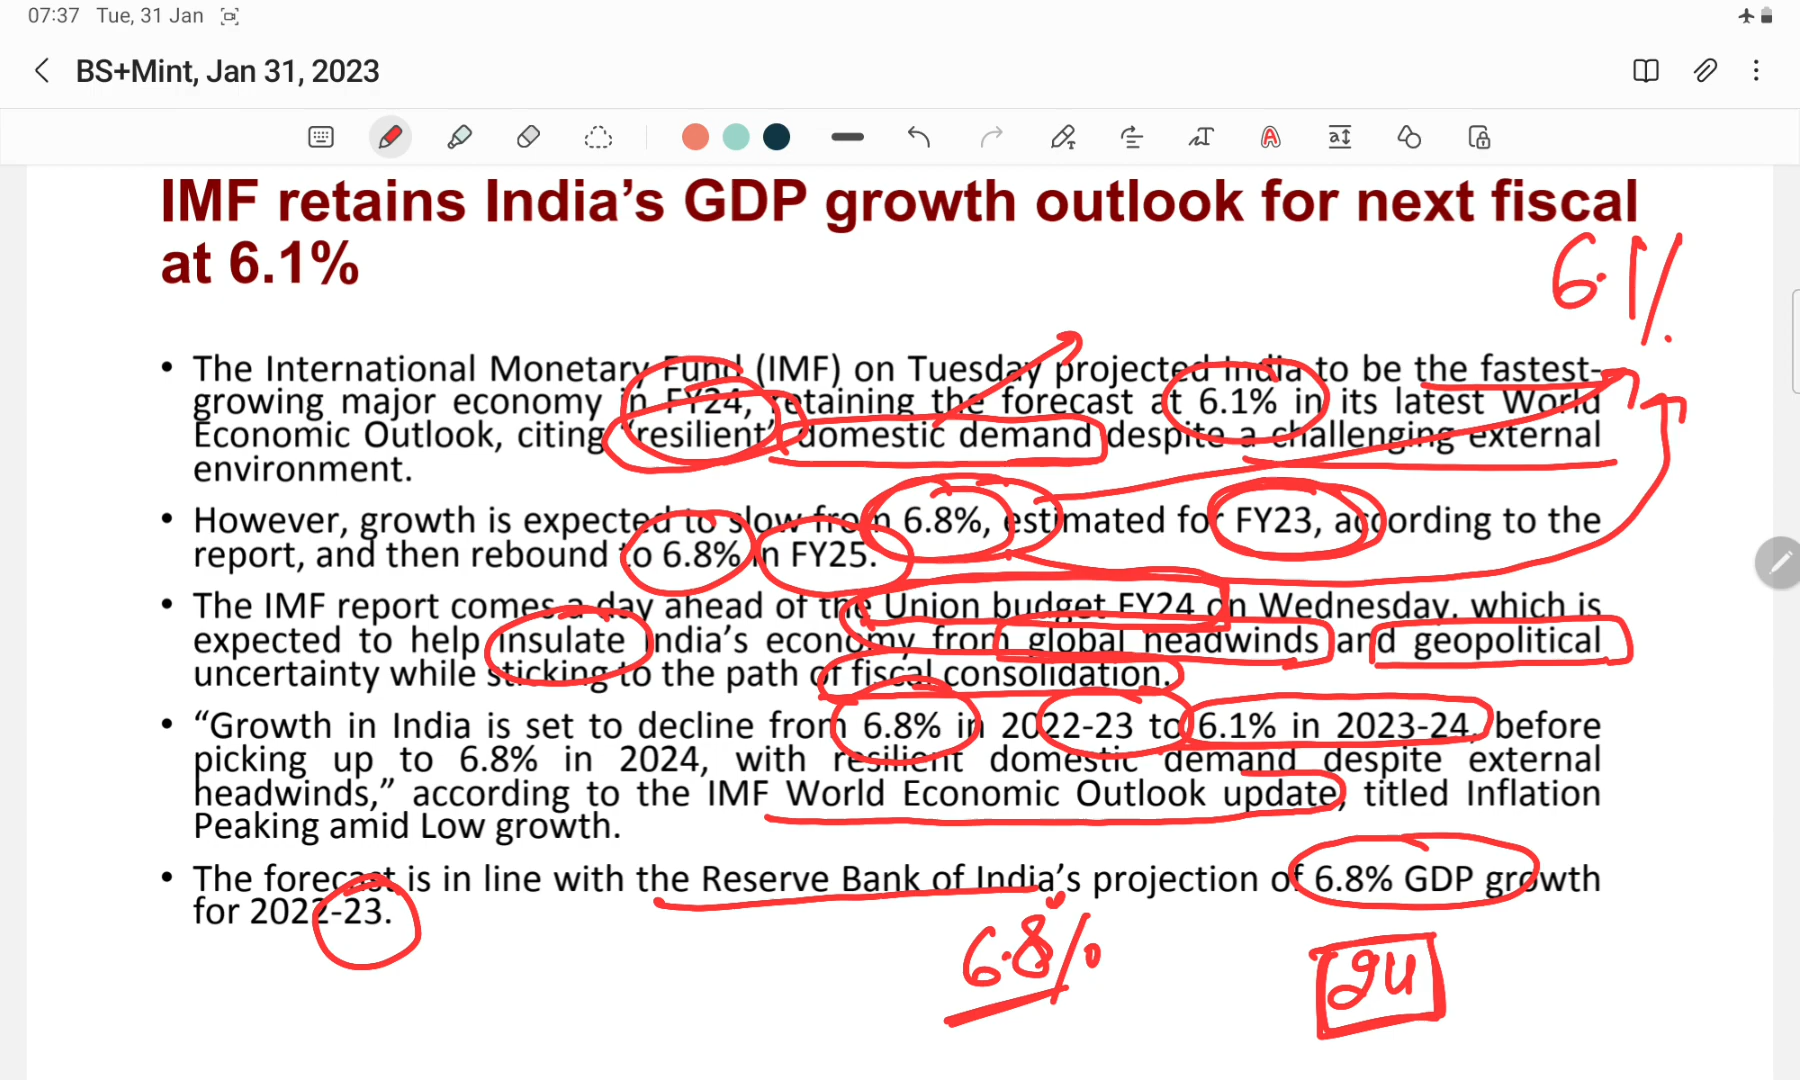 07:37 Tue, 31 Jan
BS+Mint, Jan 31, 2023
IMF retains India’s GDP growth outlook for next fiscal
at 6.1%
6.1%
• The International Monetary Fund (IMF) on Tuesday projected India to be the fastest-
growing major economy in FY24, retaining the forecast at 6.1% in its latest World
Economic Outlook, citing “resilient” domestic demand despite a challenging external
environment.
• However, growth is expected to slow from 6.8%, estimated for FY23, according to the
report, and then rebound to 6.8% in FY25.
• The IMF report comes a day ahead of the Union budget FY24 on Wednesday, which is
expected to help insulate India’s economy from global headwinds and geopolitical
uncertainty while sticking to the path of fiscal consolidation.
• “Growth in India is set to decline from 6.8% in 2022-23 to 6.1% in 2023-24, before
picking up to 6.8% in 2024, with resilient domestic demand despite external
headwinds,” according to the IMF World Economic Outlook update, titled Inflation
Peaking amid Low growth.
• The forecast is in line with the Reserve Bank of India’s projection of 6.8% GDP growth
for 2022-23.
6.8%
24